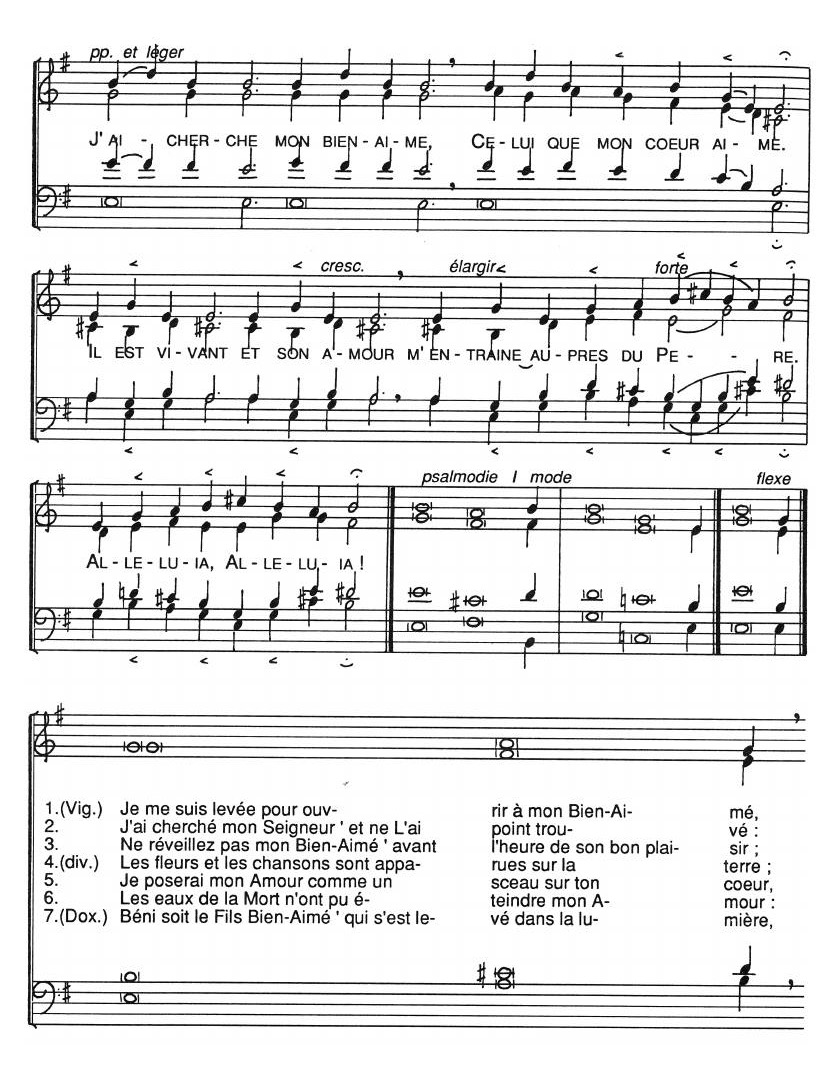 pp. et léger
J'AI - CHERCHE MON BIEN-AIME, CELUI QUE MON COEUR AI- ME.
cresc. élargir forte
IL EST VI-VANT ET SON A-MOUR M'EN-TRAINE AU-PRES DU PE - - RE.
psalmodie I mode flexe
AL-LE-LU-IA, AL-LE-LU-IA !
1.(Vig.) Je me suis levée pour ouv- rir à mon Bien-Ai- mé,
2. J'ai cherché mon Seigneur ' et ne L'ai point trou- vé :
3. Ne réveillez pas mon Bien-Aimé ' avant l'heure de son bon plai- sir ;
4.(div.) Les fleurs et les chansons sont appa- rues sur la terre ;
5. Je poserai mon Amour comme un sceau sur ton coeur,
6. Les eaux de la Mort n'ont pu é- teindre mon A- mour :
7.(Dox.) Béni soit le Fils Bien-Aimé ' qui s'est le- vé dans la lu- mière,